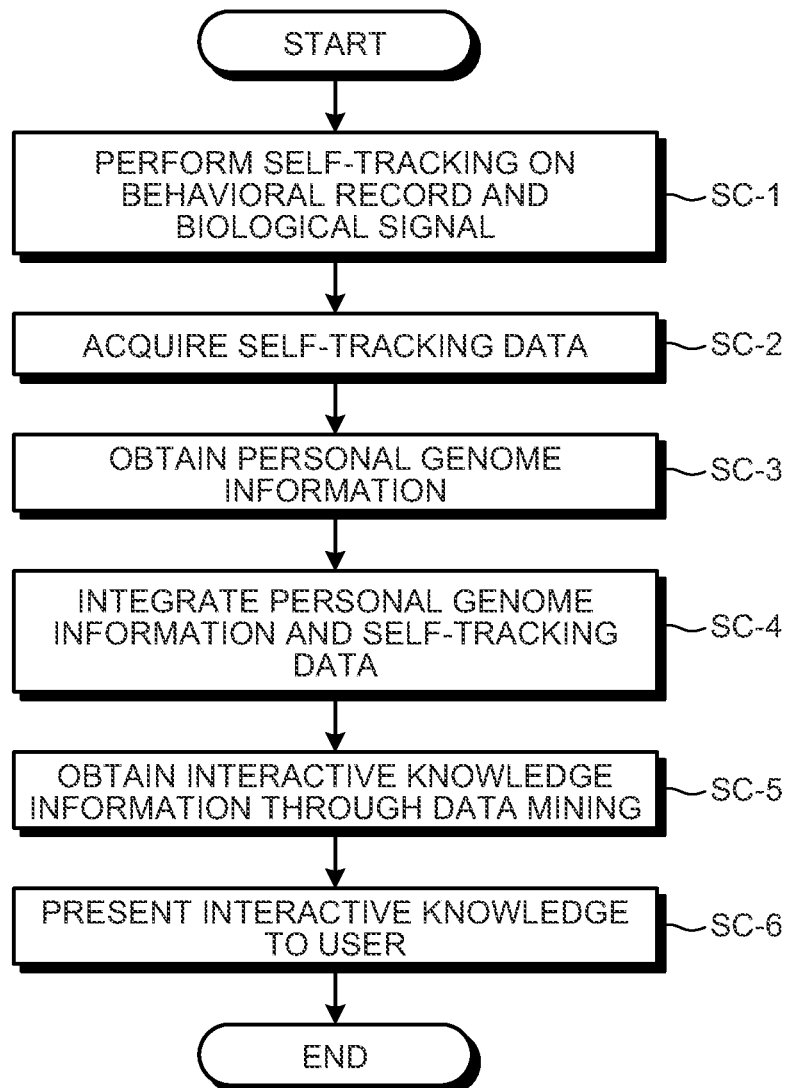 START
PERFORM SELF-TRACKING ON
BEHAVIORAL RECORD AND
BIOLOGICAL SIGNAL
SC-1
ACQUIRE SELF-TRACKING DATA
SC-2
OBTAIN PERSONAL GENOME
INFORMATION
SC-3
INTEGRATE PERSONAL GENOME
INFORMATION AND SELF-TRACKING
DATA
SC-4
OBTAIN INTERACTIVE KNOWLEDGE
INFORMATION THROUGH DATA MINING
SC-5
PRESENT INTERACTIVE KNOWLEDGE
TO USER
SC-6
END